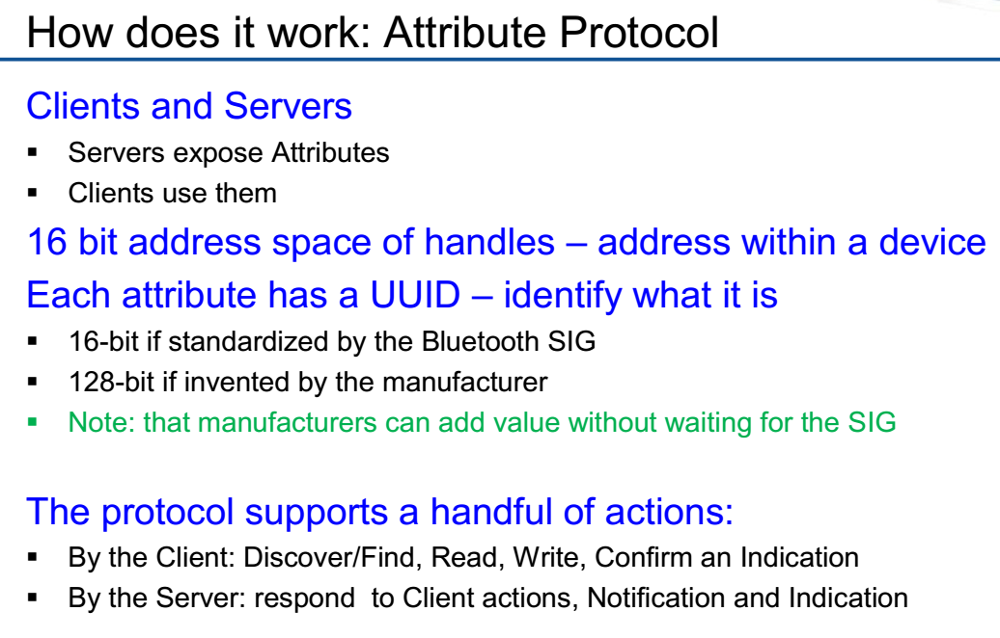 How does it work: Attribute Protocol
Clients and Servers
▪ Servers expose Attributes
▪ Clients use them
16 bit address space of handles – address within a device
Each attribute has a UUID – identify what it is
▪ 16-bit if standardized by the Bluetooth SIG
▪ 128-bit if invented by the manufacturer
▪ Note: that manufacturers can add value without waiting for the SIG
The protocol supports a handful of actions:
▪ By the Client: Discover/Find, Read, Write, Confirm an Indication
▪ By the Server: respond  to Client actions, Notification and Indication